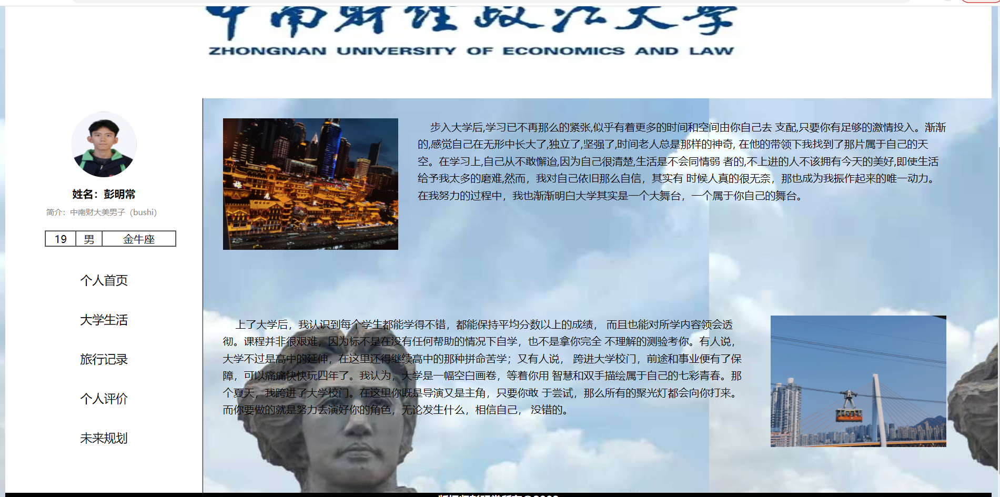 中南财经政法大学
ZHONGNAN UNIVERSITY OF ECONOMICS AND LAW
姓名：彭明常
简介：中南财大美男子（bushi）
19 男 金牛座
个人首页
大学生活
旅行记录
个人评价
未来规划
步入大学后,学习已不再那么的紧张,似乎有着更多的时间和空间由你自己去 支配,只要你有足够的激情投入。渐渐
的,感觉自己在无形中长大了,独立了,坚强了,时间老人总是那样的神奇, 在他的带领下我找到了那片属于自己的天
空。在学习上,自己从不敢懈迨,因为自己很清楚,生活是不会同情弱 者的,不上进的人不该拥有今天的美好,即使生活
给予我太多的磨难,然而，我对自己依旧那么自信，其实有 时候人真的很无奈，那也成为我振作起来的唯一动力。
在我努力的过程中，我也渐渐明白大学其实是一个大舞台，一个属于你自己的舞台。
上了大学后，我认识到每个学生都能学得不错，都能保持平均分数以上的成绩， 而且也能对所学内容领会透
彻。课程并非很艰难，因为标不是在没有任何帮助的情况下自学，也不是拿你完全 不理解的测验考你。有人说，
大学不过是高中的延伸，在这里还得继续高中的那种拼命苦学；又有人说， 跨进大学校门，前途和事业便有了保
障，可以痛痛快快玩四年了。我认为，大学是一幅空白画卷，等着你用 智慧和双手描绘属于自己的七彩青春。那
个夏天，我跨进了大学校门。在这里你既是导演又是主角，只要你敢 于尝试，那么所有的聚光灯都会向你打来。
而你要做的就是努力去演好你的角色，无论发生什么，相信自己， 没错的。